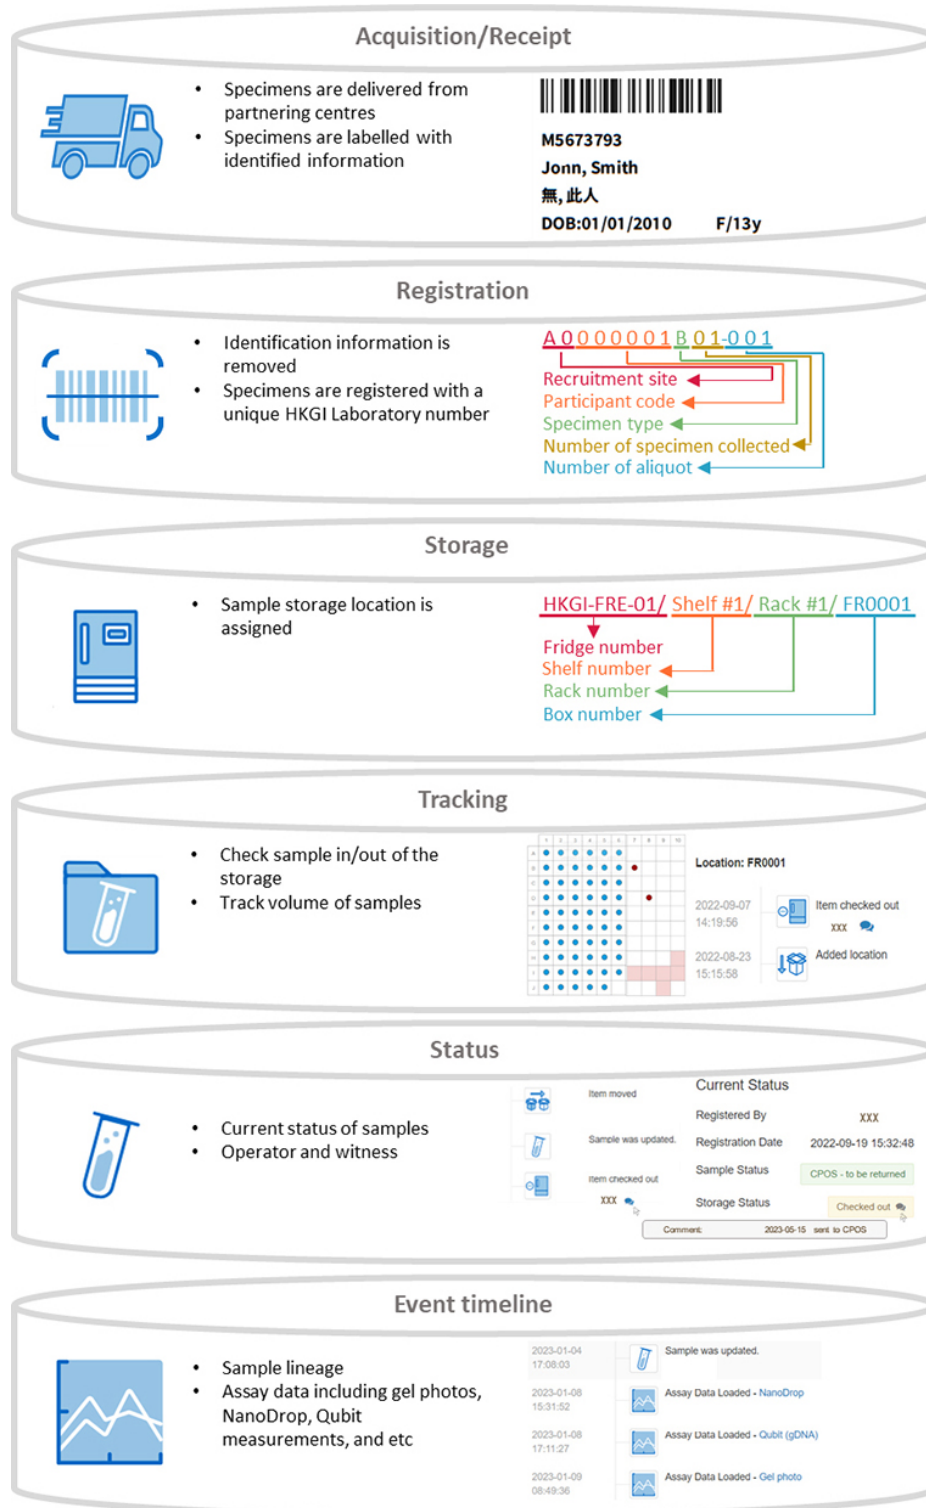 Acquisition/Receipt
• Specimens are delivered from
partnering centres
• Specimens are labelled with
identified information
M5673793
Jonn, Smith
無, 此人
DOB:01/01/2010 F/13y
Registration
• Identification information is
removed
• Specimens are registered with a
unique HKGI Laboratory number
A 0 0 0 0 0 0 0 1 B 0 1-0 0 1
Recruitment site
Participant code
Specimen type
Number of specimen collected
Number of aliquot
Storage
• Sample storage location is
assigned
HKGI-FRE-01/ Shelf #1/ Rack #1/ FR0001
Fridge number
Shelf number
Rack number
Box number
Tracking
• Check sample in/out of the
storage
• Track volume of samples
1 2 3 4 5 6 7 8 9 10
A
B
C
D
E
F
G
H
I
J
Location: FR0001
2022-09-07
14:19:56
Item checked out
XXX
2022-08-23
15:15:58
Added location
Status
• Current status of samples
• Operator and witness
Item moved
Sample was updated.
Item checked out
XXX
Current Status
Registered By XXX
Registration Date 2022-09-19 15:32:48
Sample Status CPOS - to be returned
Storage Status Checked out
Comment: 2023-05-15 sent to CPOS
Event timeline
• Sample lineage
• Assay data including gel photos,
NanoDrop, Qubit
measurements, and etc
2023-01-04
17:08:03
Sample was updated.
2023-01-08
15:31:52
Assay Data Loaded - NanoDrop
2023-01-08
17:11:27
Assay Data Loaded - Qubit (gDNA)
2023-01-09
08:49:36
Assay Data Loaded - Gel photo